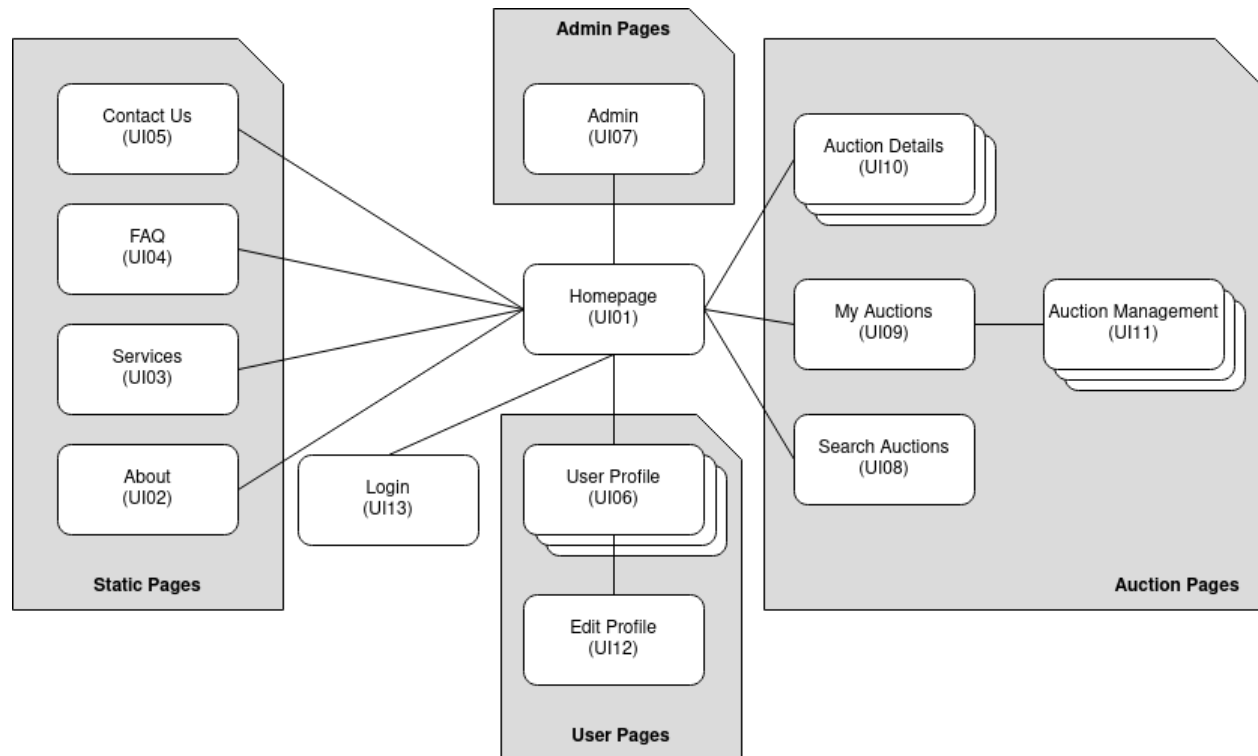 Admin Pages
Contact Us
(UI05)
Admin
(UI07)
Auction Details
(UI10)
FAQ
(UI04)
Homepage
(UI01)
My Auctions
(UI09)
Auction Management
(UI11)
Services
(UI03)
About
(UI02)
Login
(UI13)
User Profile
(UI06)
Search Auctions
(UI08)
Static Pages
Edit Profile
(UI12)
Auction Pages
User Pages